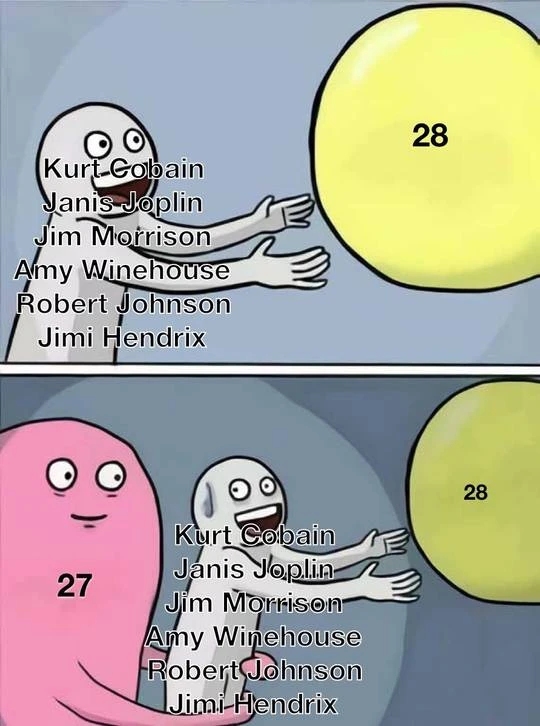 28
Kurt Cobain
Janis Joplin
Jim Morrison
Amy Winehouse
Robert Johnson
Jimi Hendrix
28
27
Kurt Cobain
Janis Joplin
Jim Morrison
Amy Winehouse
Robert Johnson
Jimi Hendrix